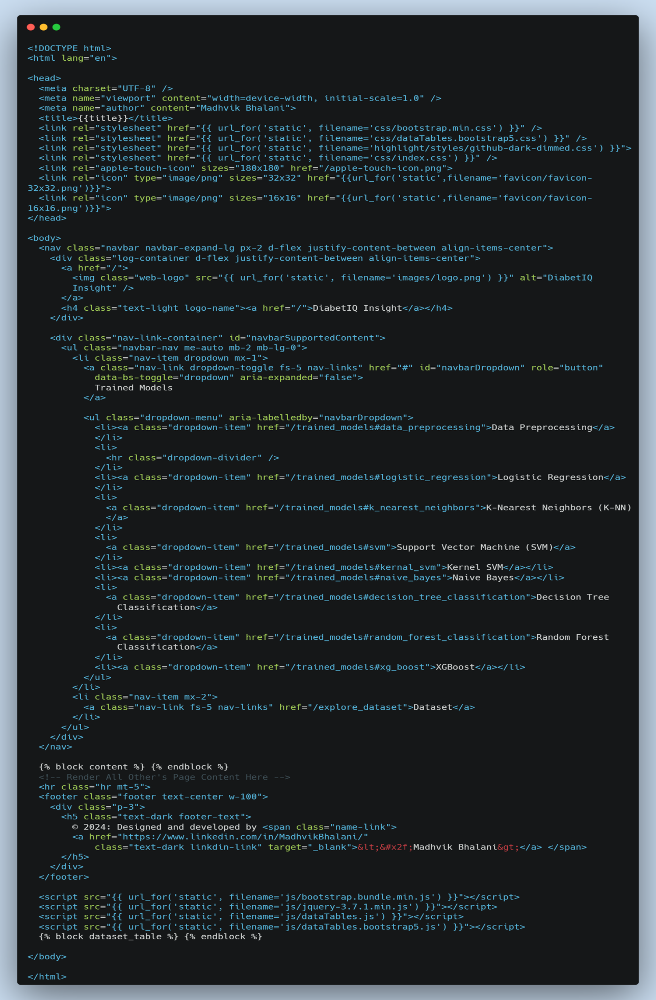 <!DOCTYPE html>
<html lang="en">

<head>
  <meta charset="UTF-8" />
  <meta name="viewport" content="width=device-width, initial-scale=1.0" />
  <meta name="author" content="Madhvik Bhalani">
  <title>{{title}}</title>
  <link rel="stylesheet" href="{{ url_for('static', filename='css/bootstrap.min.css') }}" />
  <link rel="stylesheet" href="{{ url_for('static', filename='css/dataTables.bootstrap5.css') }}" />
  <link rel="stylesheet" href="{{ url_for('static', filename='highlight/styles/github-dark-dimmed.css') }}">
  <link rel="stylesheet" href="{{ url_for('static', filename='css/index.css') }}" />
  <link rel="apple-touch-icon" sizes="180x180" href="/apple-touch-icon.png">
  <link rel="icon" type="image/png" sizes="32x32" href="{{url_for('static',filename='favicon/favicon-
32x32.png')}}">
  <link rel="icon" type="image/png" sizes="16x16" href="{{url_for('static',filename='favicon/favicon-
16x16.png')}}">
</head>

<body>
  <nav class="navbar navbar-expand-lg px-2 d-flex justify-content-between align-items-center">
    <div class="log-container d-flex justify-content-between align-items-center">
      <a href="/">
        <img class="web-logo" src="{{ url_for('static', filename='images/logo.png') }}" alt="DiabetIQ
        Insight" />
      </a>
      <h4 class="text-light logo-name"><a href="/">DiabetIQ Insight</a></h4>
    </div>

    <div class="nav-link-container" id="navbarSupportedContent">
      <ul class="navbar-nav me-auto mb-2 mb-lg-0">
        <li class="nav-item dropdown mx-1">
          <a class="nav-link dropdown-toggle fs-5 nav-links" href="#" id="navbarDropdown" role="button"
            data-bs-toggle="dropdown" aria-expanded="false">
            Trained Models
          </a>

          <ul class="dropdown-menu" aria-labelledby="navbarDropdown">
            <li><a class="dropdown-item" href="/trained_models#data_preprocessing">Data Preprocessing</a>
            </li>
            <li>
              <hr class="dropdown-divider" />
            </li>
            <li><a class="dropdown-item" href="/trained_models#logistic_regression">Logistic Regression</a>
            </li>
            <li>
              <a class="dropdown-item" href="/trained_models#k_nearest_neighbors">K-Nearest Neighbors (K-NN)
              </a>
            </li>
            <li>
              <a class="dropdown-item" href="/trained_models#svm">Support Vector Machine (SVM)</a>
            </li>
            <li><a class="dropdown-item" href="/trained_models#kernal_svm">Kernel SVM</a></li>
            <li><a class="dropdown-item" href="/trained_models#naive_bayes">Naive Bayes</a></li>
            <li>
              <a class="dropdown-item" href="/trained_models#decision_tree_classification">Decision Tree
                Classification</a>
            </li>
            <li>
              <a class="dropdown-item" href="/trained_models#random_forest_classification">Random Forest
                Classification</a>
            </li>
            <li><a class="dropdown-item" href="/trained_models#xg_boost">XGBoost</a></li>
          </ul>
        </li>
        <li class="nav-item mx-2">
          <a class="nav-link fs-5 nav-links" href="/explore_dataset">Dataset</a>
        </li>
      </ul>
    </div>
  </nav>

  {% block content %} {% endblock %}
  <!-- Render All Other's Page Content Here -->
  <hr class="hr mt-5">
  <footer class="footer text-center w-100">
    <div class="p-3">
      <h5 class="text-dark footer-text">
        © 2024: Designed and developed by <span class="name-link">
        <a href="https://www.linkedin.com/in/MadhvikBhalani/"
            class="text-dark linkdin-link" target="_blank">&lt;&#x2f;Madhvik Bhalani&gt;</a> </span>
      </h5>
    </div>
  </footer>

  <script src="{{ url_for('static', filename='js/bootstrap.bundle.min.js') }}"></script>
  <script src="{{ url_for('static', filename='js/jquery-3.7.1.min.js') }}"></script>
  <script src="{{ url_for('static', filename='js/dataTables.js') }}"></script>
  <script src="{{ url_for('static', filename='js/dataTables.bootstrap5.js') }}"></script>
  {% block dataset_table %} {% endblock %}

</body>

</html>